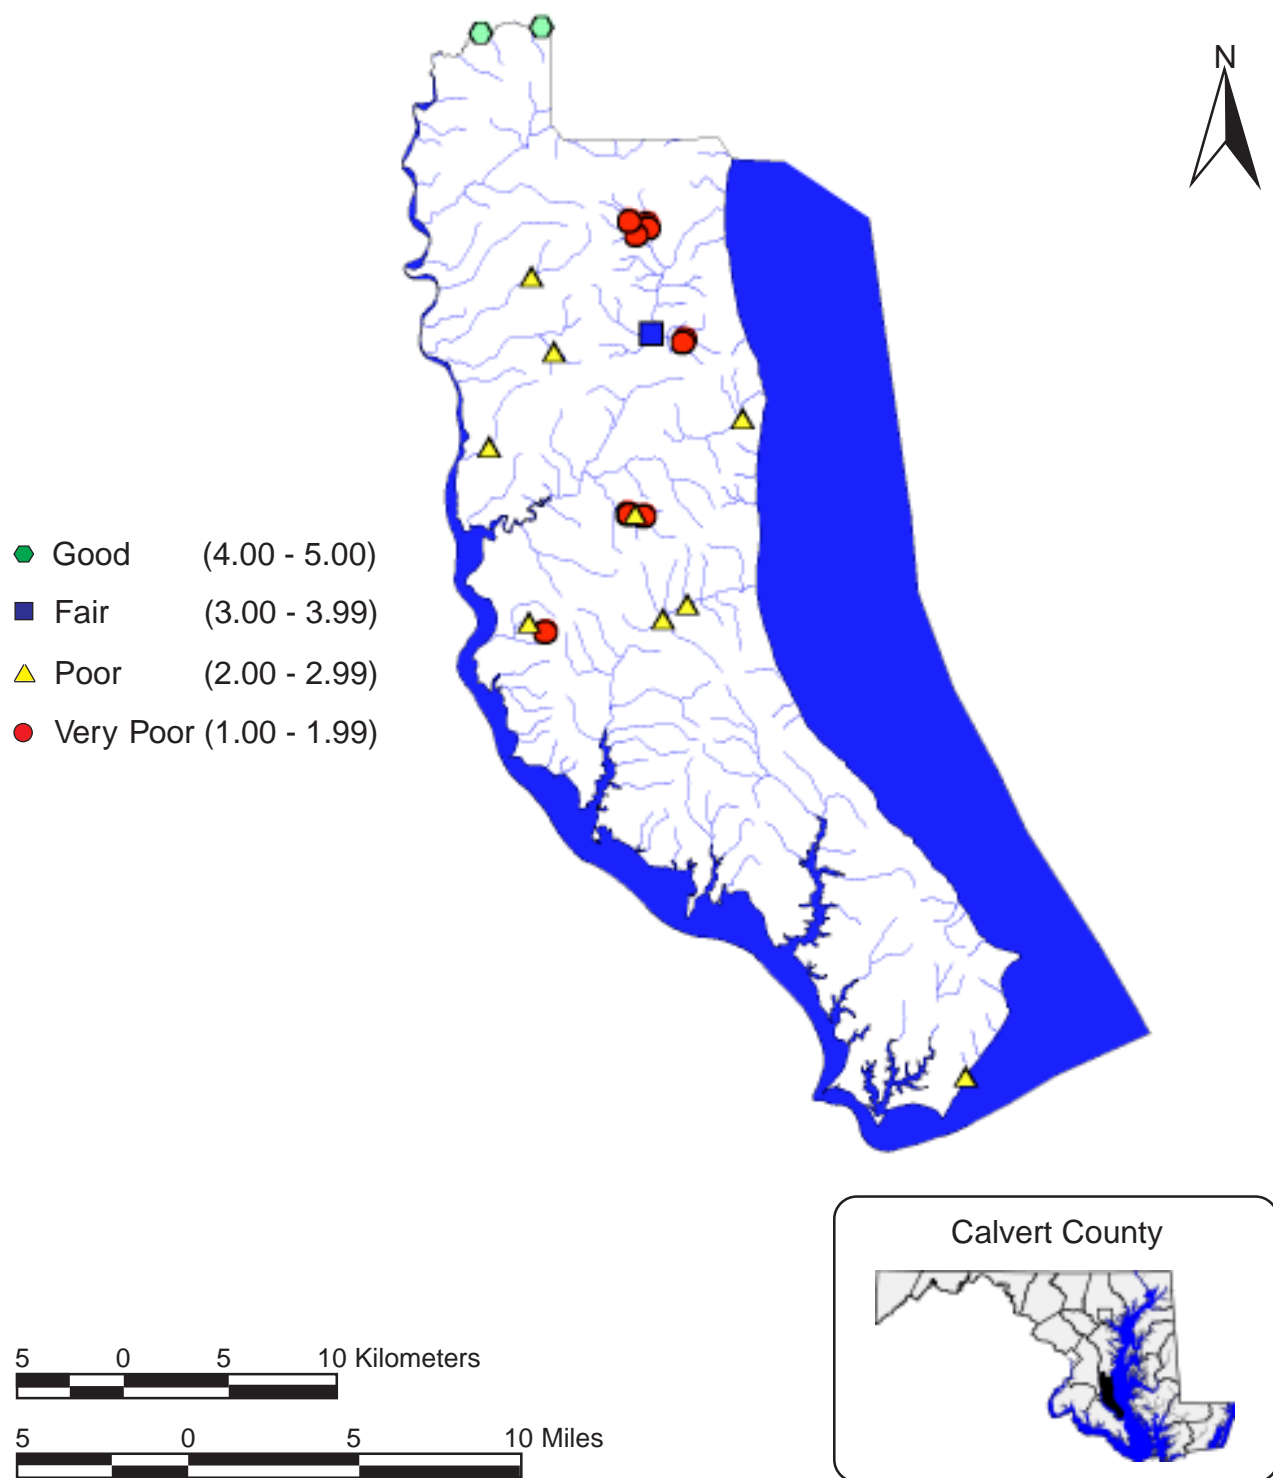 N
Good (4.00 - 5.00)
Fair (3.00 - 3.99)
Poor (2.00 - 2.99)
Very Poor (1.00 - 1.99)
Calvert County
5 0 5 10 Kilometers
5 0 5 10 Miles